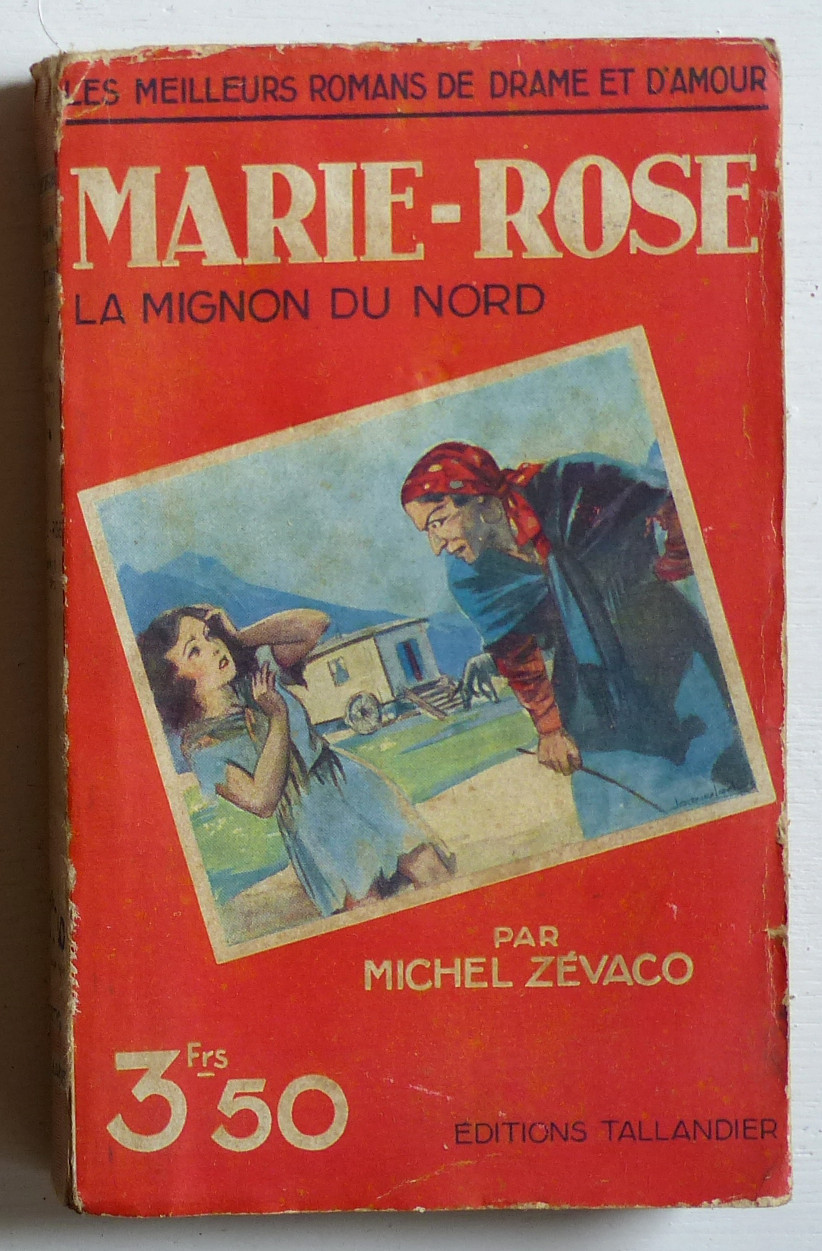 LES MEILLEURS ROMANS DE DRAME ET D'AMOUR
MARIE-ROSE
LA MIGNON DU NORD
PAR
MICHEL ZÉVACO
3 Frs 50
ÉDITIONS TALLANDIER